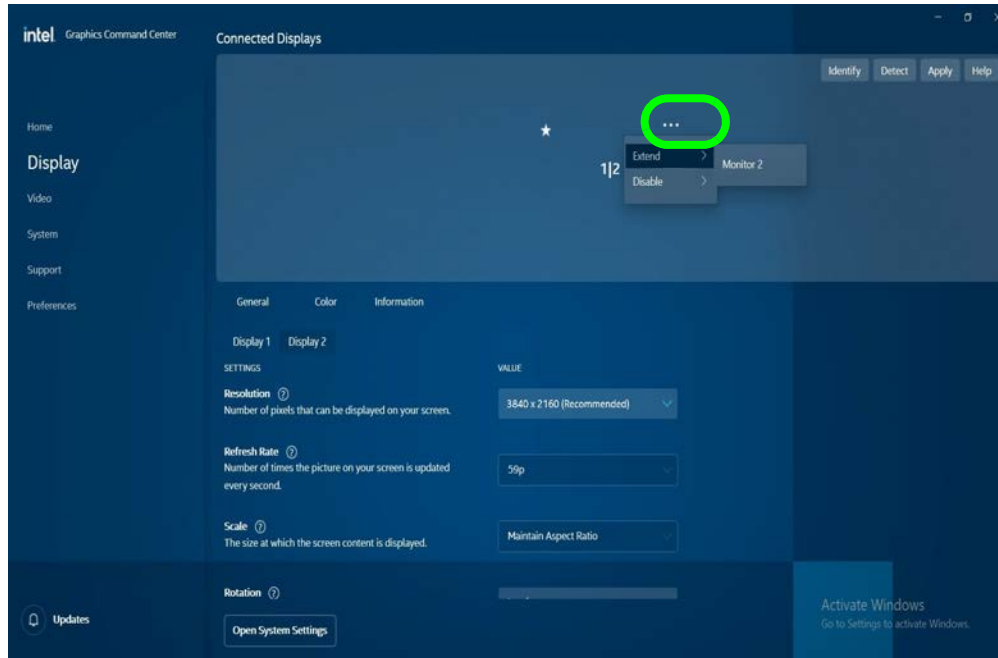 intel Graphics Command Center
Connected Displays
Identify Detect Apply Help
Home
Display
Video
System
Support
Preferences
1|2
Extend
Disable
Monitor 2
General Color Information
Display 1 Display 2
SETTINGS VALUE
Resolution ?
Number of pixels that can be displayed on your screen.
3840 x 2160 (Recommended)
Refresh Rate ?
Number of times the picture on your screen is updated
every second.
59p
Scale ?
The size at which the screen content is displayed.
Maintain Aspect Ratio
Rotation ?
Open System Settings
Updates
Activate Windows
Go to Settings to activate Windows.